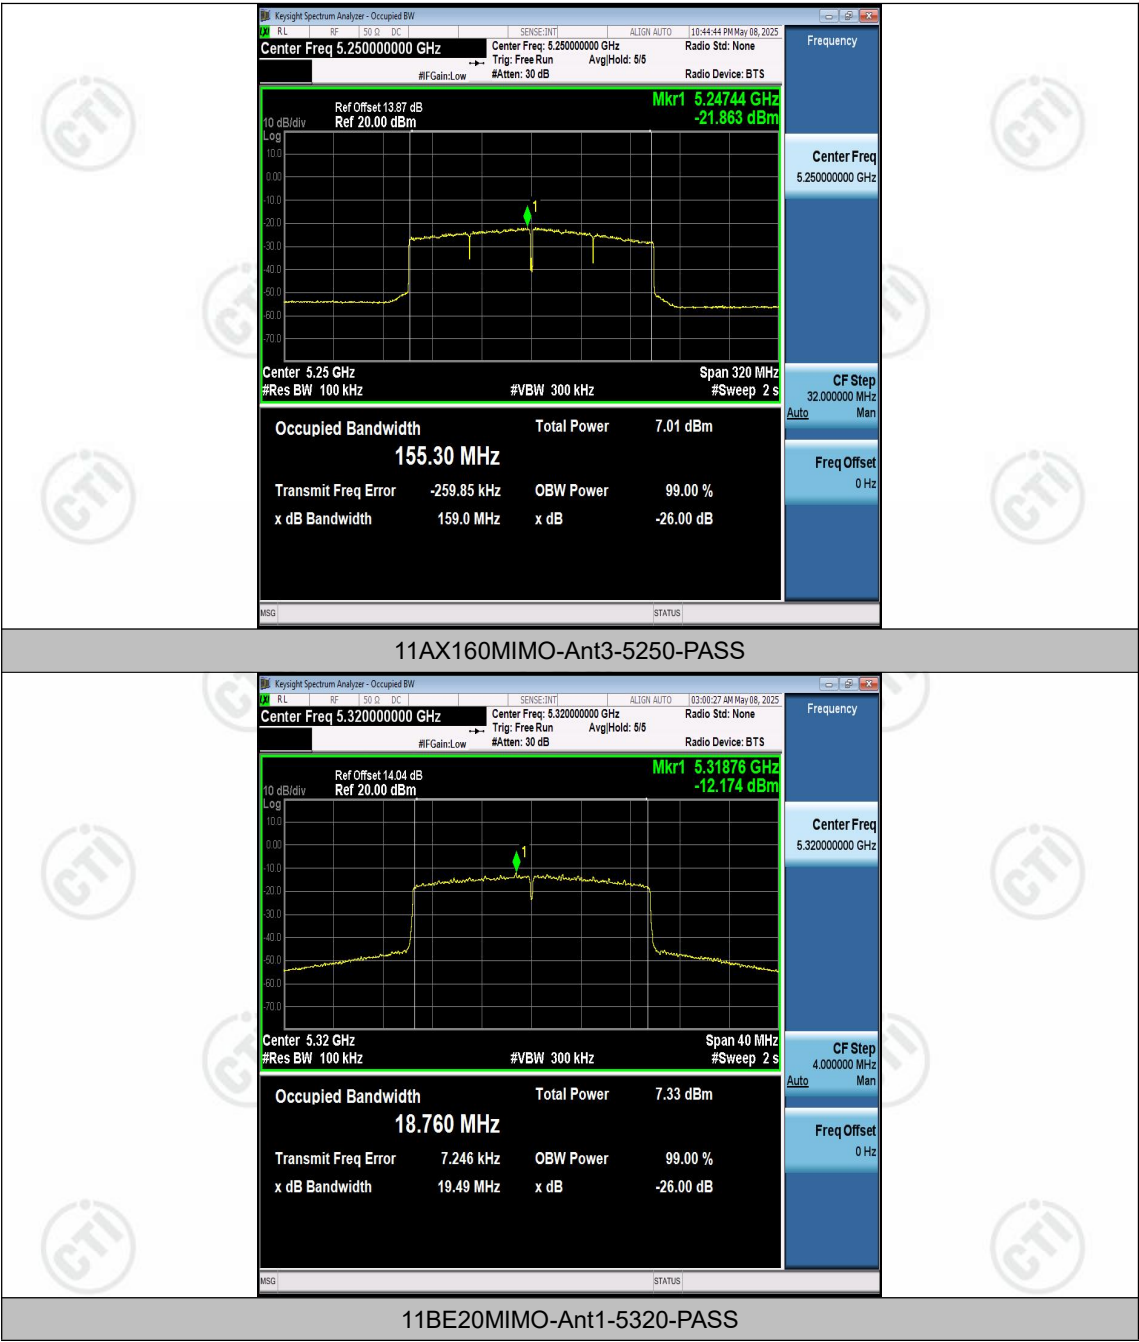 Keysight Spectrum Analyzer - Occupied BW
RL RF 50 Ω DC SENSE:INT ALIGN AUTO 10:44:44 PM May 08, 2025
Center Freq 5.250000000 GHz
Center Freq: 5.250000000 GHz
Radio Std: None
Trig: Free Run Avg|Hold: 5/5
#IFGain:Low #Atten: 30 dB
Radio Device: BTS
Frequency
Mkr1 5.24744 GHz
-21.863 dBm
Ref Offset 13.87 dB
10 dB/div Ref 20.00 dBm
Log
10.0
0.00
-10.0
-20.0
-30.0
-40.0
-50.0
-60.0
-70.0
1
Center 5.25 GHz Span 320 MHz
#Res BW 100 kHz #VBW 300 kHz #Sweep 2 s
Center Freq
5.250000000 GHz
CF Step
32.000000 MHz
Auto Man
Freq Offset
0 Hz
Occupied Bandwidth Total Power 7.01 dBm
155.30 MHz
Transmit Freq Error -259.85 kHz OBW Power 99.00 %
x dB Bandwidth 159.0 MHz x dB -26.00 dB
MSG STATUS
11AX160MIMO-Ant3-5250-PASS
Keysight Spectrum Analyzer - Occupied BW
RL RF 50 Ω DC SENSE:INT ALIGN AUTO 03:00:27 AM May 08, 2025
Center Freq 5.320000000 GHz
Center Freq: 5.320000000 GHz
Radio Std: None
Trig: Free Run Avg|Hold: 5/5
#IFGain:Low #Atten: 30 dB
Radio Device: BTS
Frequency
Mkr1 5.31876 GHz
-12.174 dBm
Ref Offset 14.04 dB
10 dB/div Ref 20.00 dBm
Log
10.0
0.00
-10.0
-20.0
-30.0
-40.0
-50.0
-60.0
-70.0
1
Center 5.32 GHz Span 40 MHz
#Res BW 100 kHz #VBW 300 kHz #Sweep 2 s
Center Freq
5.320000000 GHz
CF Step
4.000000 MHz
Auto Man
Freq Offset
0 Hz
Occupied Bandwidth Total Power 7.33 dBm
18.760 MHz
Transmit Freq Error 7.246 kHz OBW Power 99.00 %
x dB Bandwidth 19.49 MHz x dB -26.00 dB
MSG STATUS
11BE20MIMO-Ant1-5320-PASS
CTI
CTI
CTI
CTI
CTI
CTI
CTI
CTI
CTI
CTI
CTI
CTI
CTI
CTI